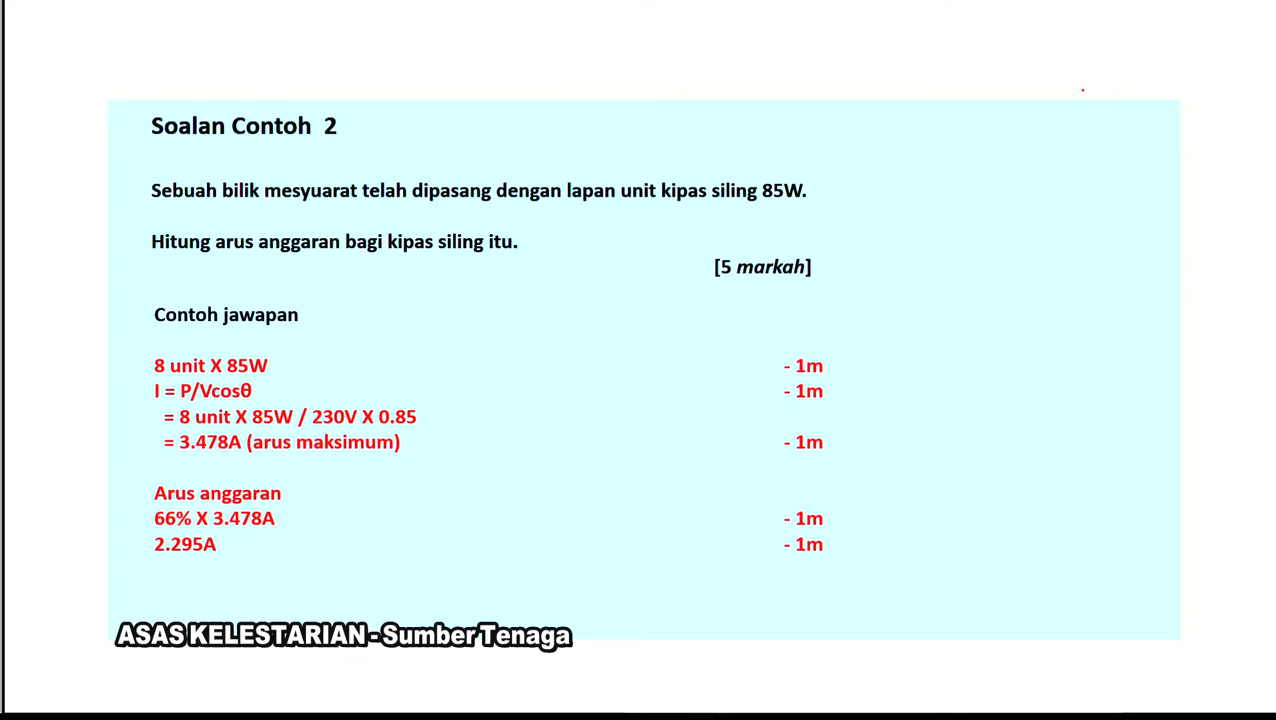 Soalan Contoh 2
Sebuah bilik mesyuarat telah dipasang dengan lapan unit kipas siling 85W.
Hitung arus anggaran bagi kipas siling itu.
[5 markah]
Contoh jawapan
8 unit X 85W - 1m
I = P/Vcosθ - 1m
= 8 unit X 85W / 230V X 0.85
= 3.478A (arus maksimum) - 1m
Arus anggaran
66% X 3.478A - 1m
2.295A - 1m
ASAS KELESTARIAN - Sumber Tenaga